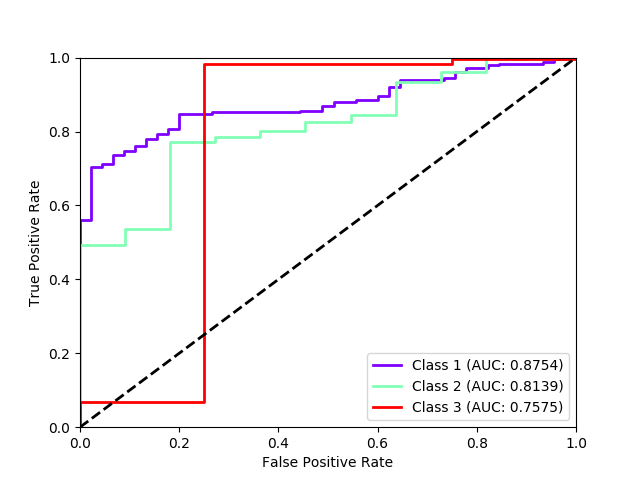 1.0
0.8
0.6
0.4
0.2
0.0
True Positive Rate
Class 1 (AUC: 0.8754)
Class 2 (AUC: 0.8139)
Class 3 (AUC: 0.7575)
0.0 0.2 0.4 0.6 0.8 1.0
False Positive Rate